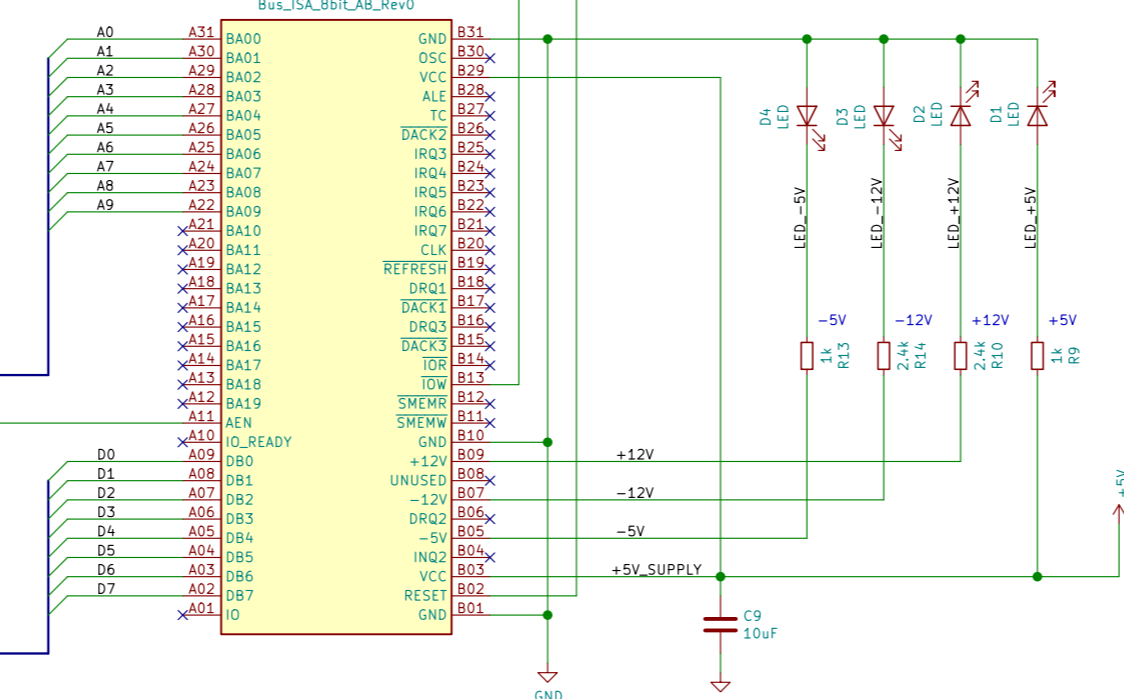 Bus_ISA_8bit_AB_Rev0
A0 A31 BA00 GND B31
A1 A30 BA01 OSC B30
A2 A29 BA02 VCC B29
A3 A28 BA03 ALE B28
A4 A27 BA04 TC B27
A5 A26 BA05 DACK2 B26
A6 A25 BA06 IRQ3 B25
A7 A24 BA07 IRQ4 B24
A8 A23 BA08 IRQ5 B23
A9 A22 BA09 IRQ6 B22
A21 BA10 IRQ7 B21
A20 BA11 CLK B20
A19 BA12 REFRESH B19
A18 BA13 DRQ1 B18
A17 BA14 DACK1 B17
A16 BA15 DRQ3 B16
A15 BA16 DACK3 B15
A14 BA17 IOR B14
A13 BA18 IOW B13
A12 BA19 SMEMR B12
A11 AEN SMEMW B11
A10 IO_READY GND B10
D0 A09 DB0 +12V B09 +12V
D1 A08 DB1 UNUSED B08
D2 A07 DB2 -12V B07 -12V
D3 A06 DB3 DRQ2 B06
D4 A05 DB4 -5V B05 -5V
D5 A04 DB5 INQ2 B04
D6 A03 DB6 VCC B03 +5V_SUPPLY
D7 A02 DB7 RESET B02
A01 IO GND B01
D4 LED
D3 LED
D2 LED
D1 LED
LED_-5V
LED_-12V
LED_+12V
LED_+5V
-5V
-12V
+12V
+5V
1k R13
2.4k R14
2.4k R10
1k R9
+5V
C9
10uF
GND